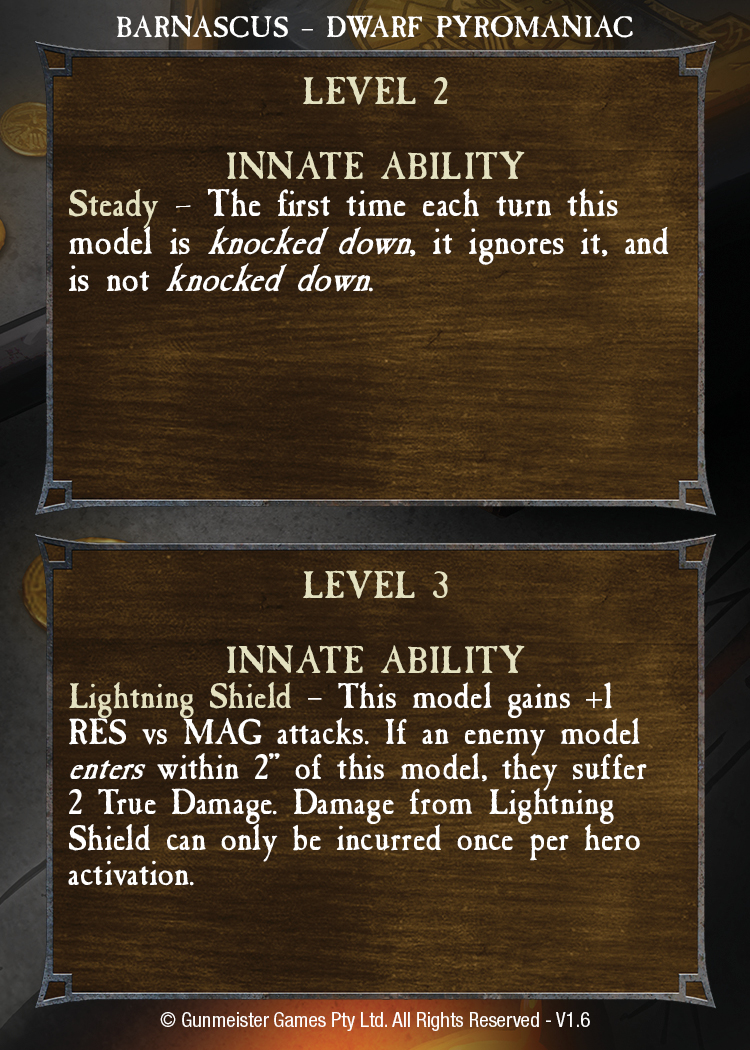 BARNASCUS – DWARF PYROMANIAC
LEVEL 2
INNATE ABILITY
Steady – The first time each turn this
model is knocked down, it ignores it, and
is not knocked down.
LEVEL 3
INNATE ABILITY
Lightning Shield – This model gains +1
RES vs MAG attacks. If an enemy model
enters within 2” of this model, they suffer
2 True Damage. Damage from Lightning
Shield can only be incurred once per hero
activation.
© Gunmeister Games Pty Ltd. All Rights Reserved - V1.6